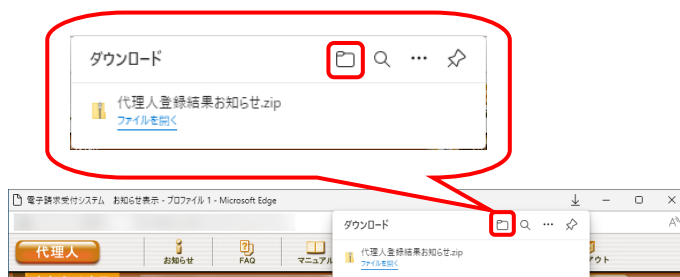 ダウンロード
代理人登録結果お知らせ.zip
ファイルを開く
電子請求受付システム お知らせ表示 - プロファイル 1 - Microsoft Edge
ダウンロード
代理人登録結果お知らせ.zip
ファイルを開く
代理人
お知らせ
FAQ
マニュアル
アウト